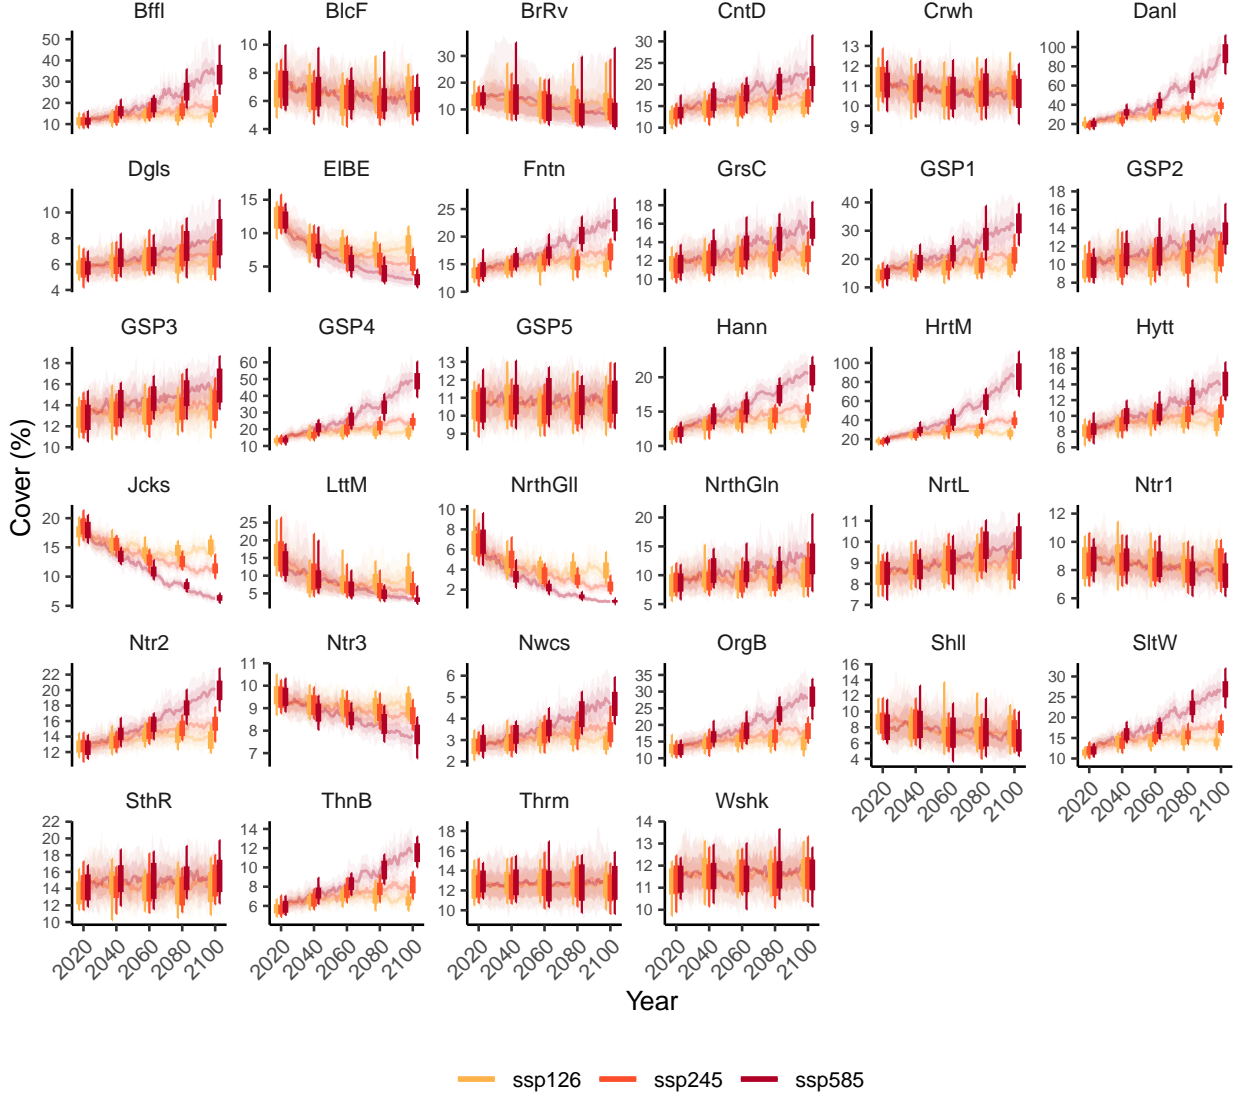 Bffl BlcF BrRv CntD Crwh Danl
50 40 30 20 10
10 8 6 4
30 20 10
30 25 20 15 10
13 12 11 10 9
100 80 60 40 20
Dgls ElBE Fntn GrsC GSP1 GSP2
10 8 6 4
15 10 5
25 20 15 10
18 16 14 12 10
40 30 20 10
18 16 14 12 10 8
GSP3 GSP4 GSP5 Hann HrtM Hytt
18 16 14 12 10
60 50 40 30 20 10
13 12 11 10 9
20 15 10
100 80 60 40 20
18 16 14 12 10 8 6
Cover (%)
Jcks LttM NrthGll NrthGln NrtL Ntr1
20 15 10 5
25 20 15 10 5
10 8 6 4 2
20 15 10 5
11 10 9 8 7
12 10 8 6
Ntr2 Ntr3 Nwcs OrgB Shll SltW
22 20 18 16 14 12
11 10 9 8 7
6 5 4 3 2
35 30 25 20 15 10
16 14 12 10 8 6 4
30 25 20 15 10
2020 2040 2060 2080 2100
2020 2040 2060 2080 2100
SthR ThnB Thrm Wshk
22 20 18 16 14 12 10
14 12 10 8 6
18 16 14 12 10
14 13 12 11 10
2020 2040 2060 2080 2100
2020 2040 2060 2080 2100
2020 2040 2060 2080 2100
2020 2040 2060 2080 2100
Year
ssp126 ssp245 ssp585